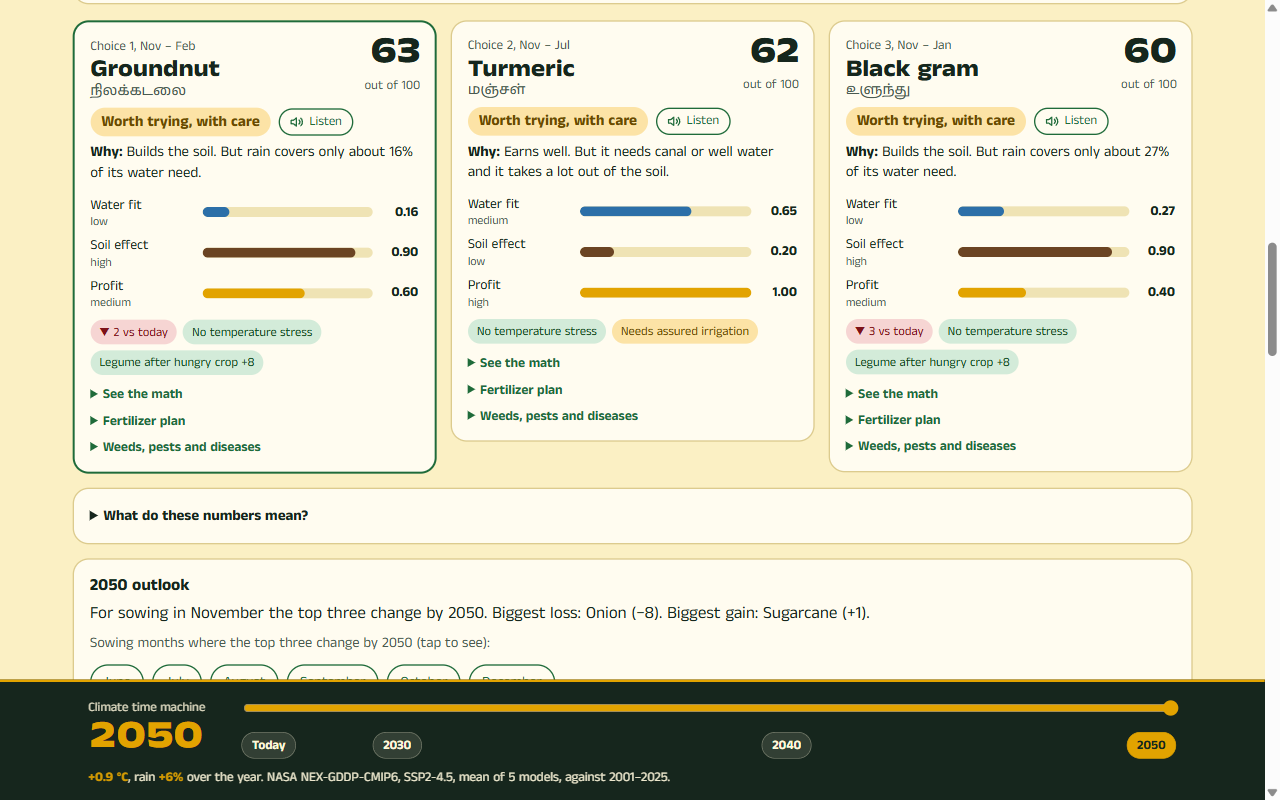 Choice 1, Nov – Feb
63
Groundnut
நிலக்கடலை
out of 100
Worth trying, with care
Listen
Why: Builds the soil. But rain covers only about 16%
of its water need.
Water fit
low
0.16
Soil effect
high
0.90
Profit
medium
0.60
▼ 2 vs today
No temperature stress
Legume after hungry crop +8
▶ See the math
▶ Fertilizer plan
▶ Weeds, pests and diseases
Choice 2, Nov – Jul
62
Turmeric
மஞ்சள்
out of 100
Worth trying, with care
Listen
Why: Earns well. But it needs canal or well water
and it takes a lot out of the soil.
Water fit
medium
0.65
Soil effect
low
0.20
Profit
high
1.00
No temperature stress
Needs assured irrigation
▶ See the math
▶ Fertilizer plan
▶ Weeds, pests and diseases
Choice 3, Nov – Jan
60
Black gram
உளுந்து
out of 100
Worth trying, with care
Listen
Why: Builds the soil. But rain covers only about 27%
of its water need.
Water fit
low
0.27
Soil effect
high
0.90
Profit
medium
0.40
▼ 3 vs today
No temperature stress
Legume after hungry crop +8
▶ See the math
▶ Fertilizer plan
▶ Weeds, pests and diseases
▶ What do these numbers mean?
2050 outlook
For sowing in November the top three change by 2050. Biggest loss: Onion (−8). Biggest gain: Sugarcane (+1).
Sowing months where the top three change by 2050 (tap to see):
June July August September October December
Climate time machine
2050
Today
2030
2040
2050
+0.9 °C, rain +6% over the year. NASA NEX-GDDP-CMIP6, SSP2-4.5, mean of 5 models, against 2001–2025.